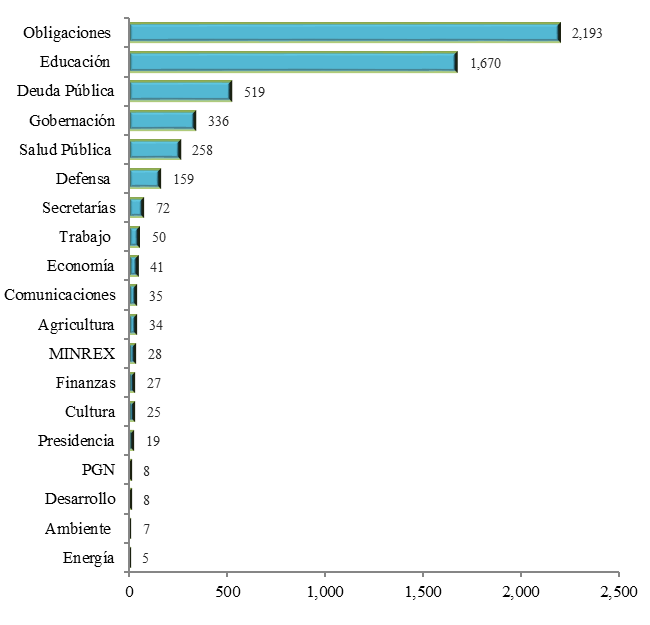 Obligaciones 2,193
Educación 1,670
Deuda Pública 519
Gobernación 336
Salud Pública 258
Defensa 159
Secretarías 72
Trabajo 50
Economía 41
Comunicaciones 35
Agricultura 34
MINREX 28
Finanzas 27
Cultura 25
Presidencia 19
PGN 8
Desarrollo 8
Ambiente 7
Energía 5
0 500 1,000 1,500 2,000 2,500